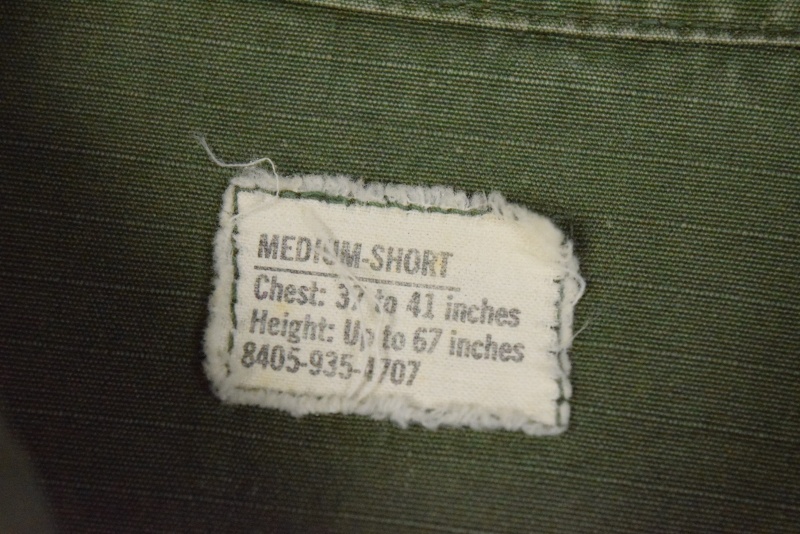 MEDIUM-SHORT
Chest: 37 to 41 inches
Height: Up to 67 inches
8405-935-4707